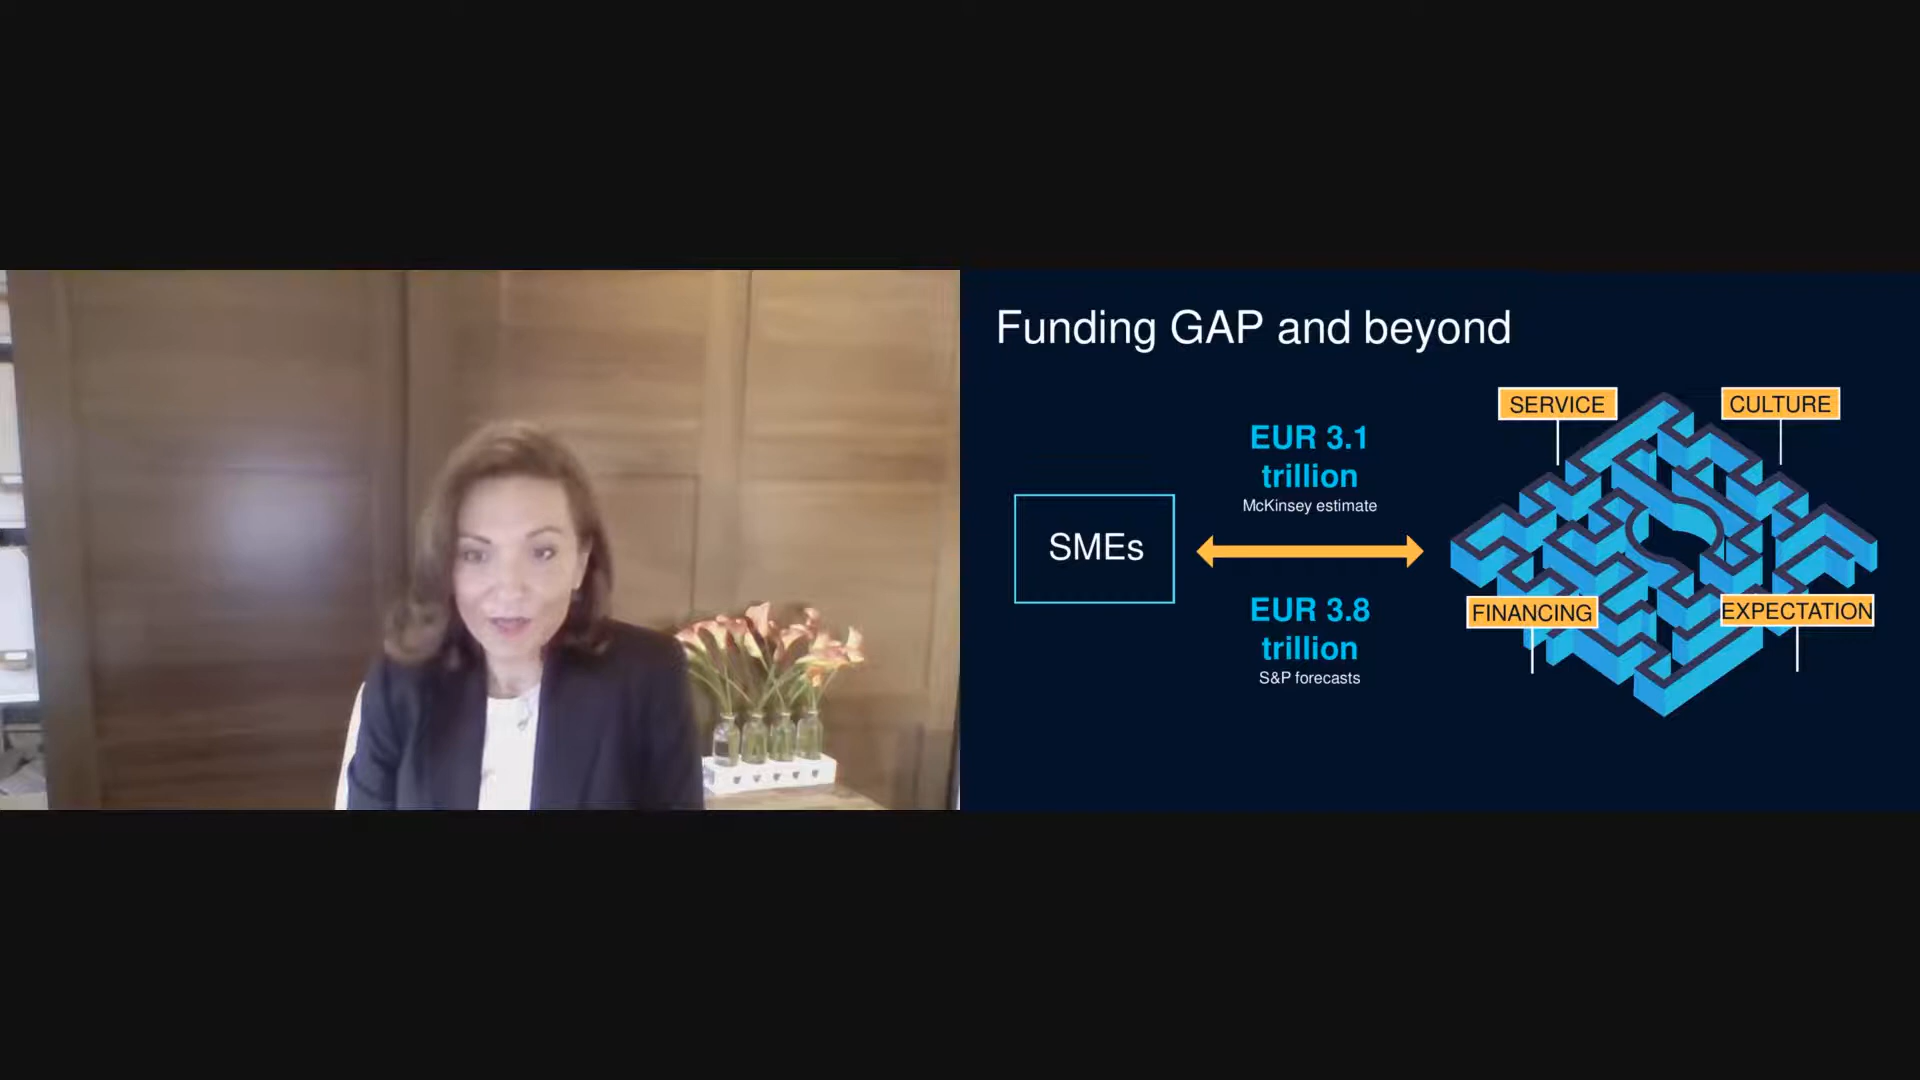 Funding GAP and beyond
SERVICE
CULTURE
EUR 3.1
trillion
McKinsey estimate
SMEs
EUR 3.8
trillion
S&P forecasts
FINANCING
EXPECTATION